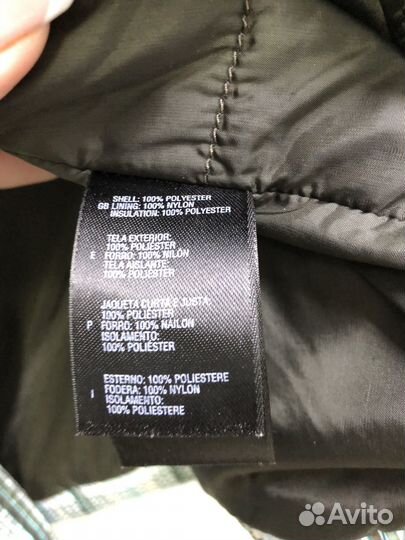 SHELL: 100% POLYESTER
GB LINING: 100% NYLON
INSULATION: 100% POLYESTER
TELA EXTERIOR:
100% POLIÉSTER
E FORRO: 100% NILÓN
TELA AISLANTE:
100% POLIÉSTER
JAQUETA CURTA E JUSTA:
100% POLIÉSTER
P FORRO: 100% NAILON
ISOLAMENTO:
100% POLIÉSTER
ESTERNO: 100% POLIESTERE
I FODERA: 100% NYLON
ISOLAMENTO:
100% POLIESTERE
Avito